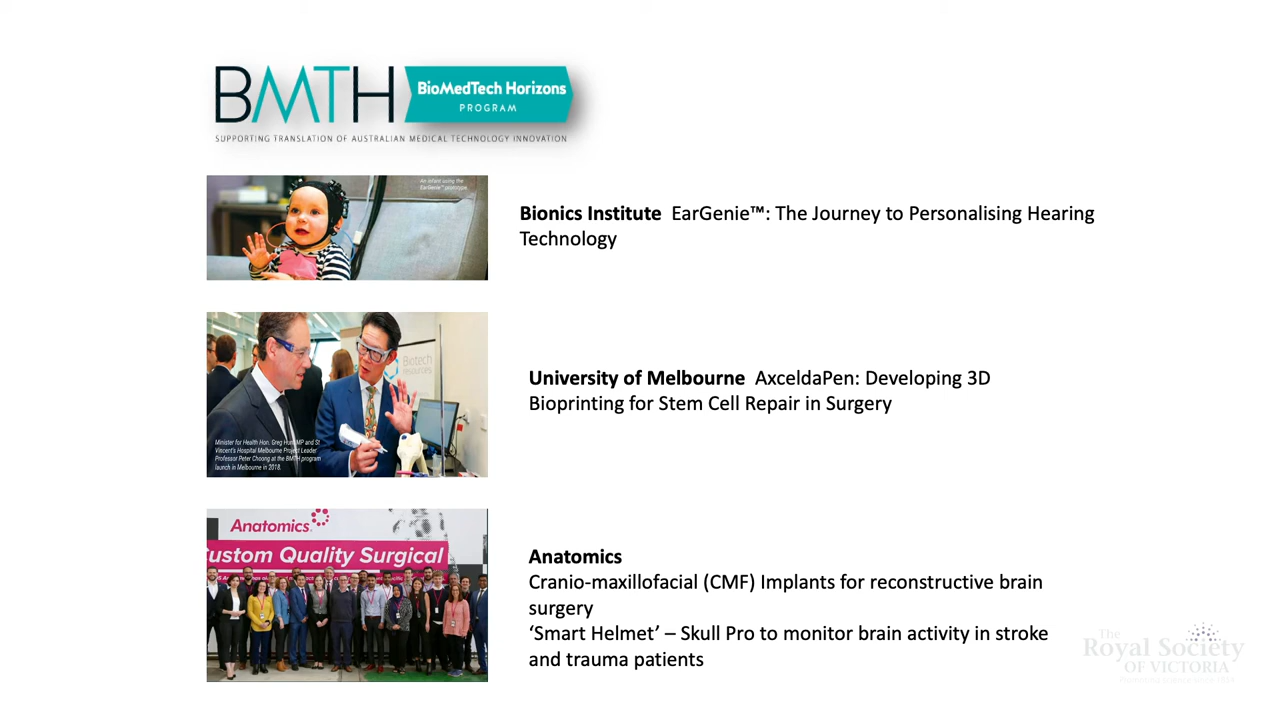 BMTH BioMedTech Horizons
PROGRAM
SUPPORTING TRANSLATION OF AUSTRALIAN MEDICAL TECHNOLOGY INNOVATION
An infant using the
EarGenie™ prototype.
Bionics Institute EarGenie™: The Journey to Personalising Hearing
Technology
Biotech
resources
Minister for Health Hon. Greg Hunt MP and St
Vincent's Hospital Melbourne Project Leader
Professor Peter Choong at the BMTH program
launch in Melbourne in 2018.
University of Melbourne AxceldaPen: Developing 3D
Bioprinting for Stem Cell Repair in Surgery
Anatomics
ustom Quality Surgical
Anatomics
Cranio-maxillofacial (CMF) Implants for reconstructive brain
surgery
‘Smart Helmet’ – Skull Pro to monitor brain activity in stroke
and trauma patients
The
Royal Society
OF VICTORIA